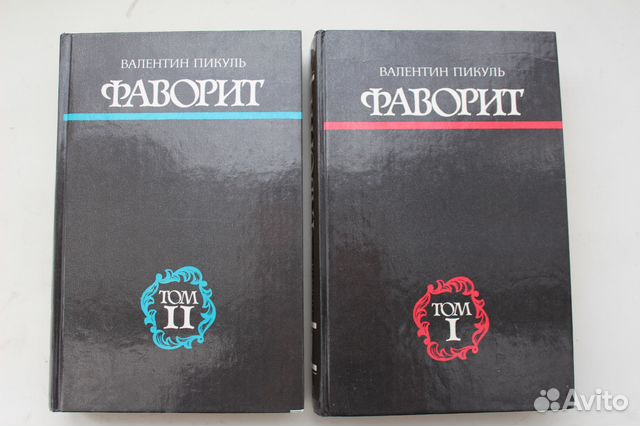 ВАЛЕНТИН ПИКУЛЬ
ФАВОРИТ
ТОМ
II
ВАЛЕНТИН ПИКУЛЬ
ФАВОРИТ
ТОМ
I
Avito